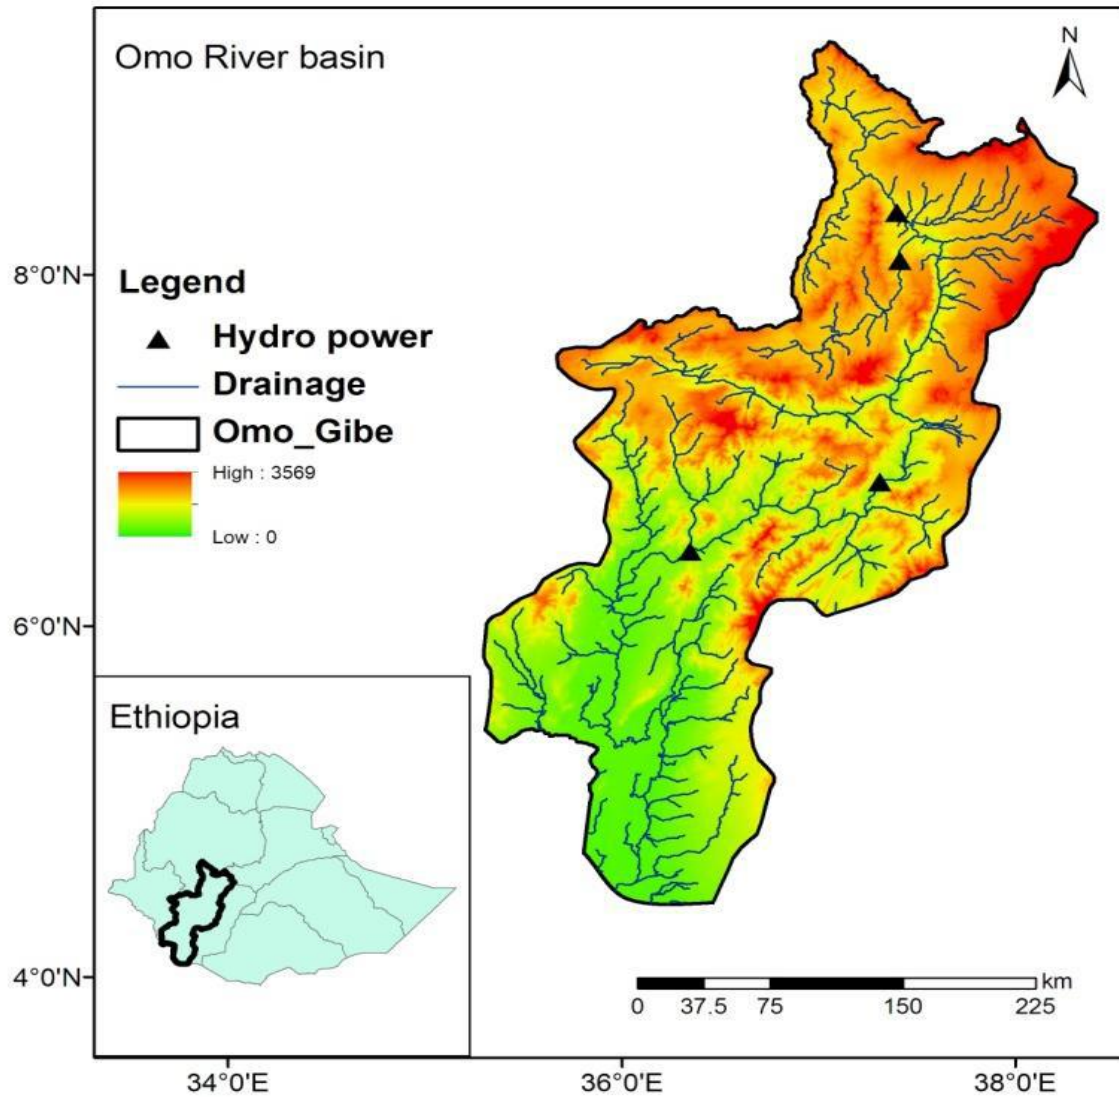 Omo River basin
N
8°0'N
Legend
Hydro power
Drainage
Omo_Gibe
High : 3569
Low : 0
6°0'N
Ethiopia
4°0'N
km
0 37.5 75 150 225
34°0'E 36°0'E 38°0'E